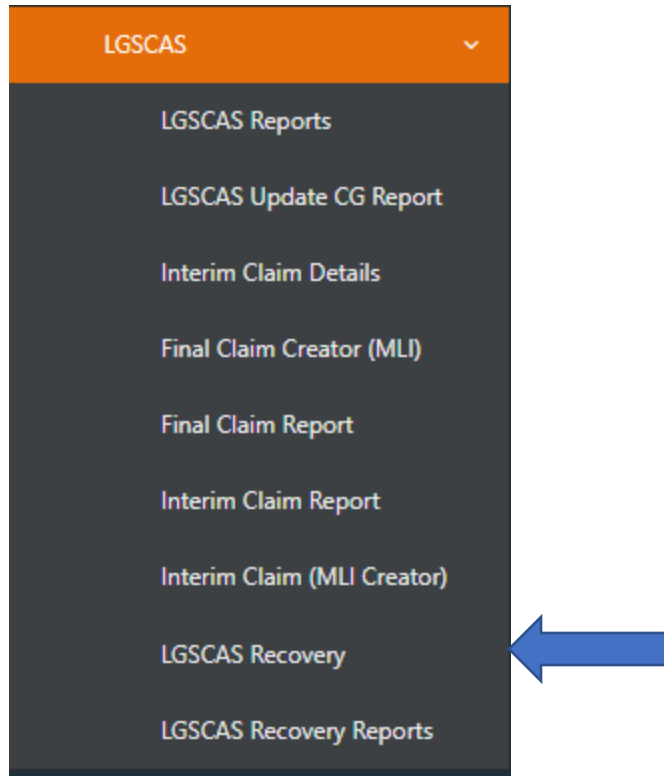 LGSCAS
LGSCAS Reports
LGSCAS Update CG Report
Interim Claim Details
Final Claim Creator (MLI)
Final Claim Report
Interim Claim Report
Interim Claim (MLI Creator)
LGSCAS Recovery
LGSCAS Recovery Reports